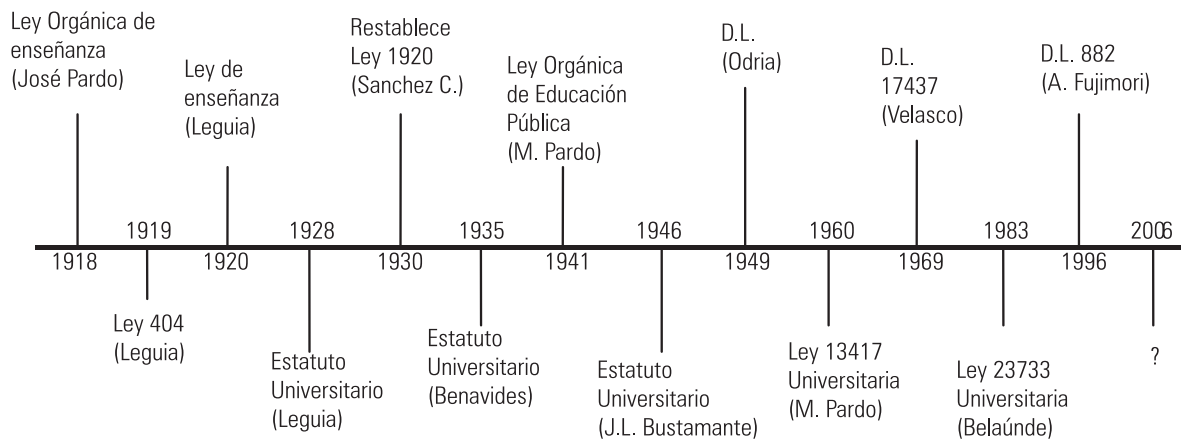 Ley Orgánica de
enseñanza
(José Pardo)
Ley de
enseñanza
(Leguia)
Restablece
Ley 1920
(Sanchez C.)
Ley Orgánica
de Educación
Pública
(M. Pardo)
D.L.
(Odria)
D.L.
17437
(Velasco)
D.L. 882
(A. Fujimori)
1919
1928
1935
1946
1960
1983
2006
1918
1920
1930
1941
1949
1969
1996
Ley 404
(Leguia)
Estatuto
Universitario
(Leguia)
Estatuto
Universitario
(Benavides)
Estatuto
Universitario
(J.L. Bustamante)
Ley 13417
Universitaria
(M. Pardo)
Ley 23733
Universitaria
(Belaúnde)
?